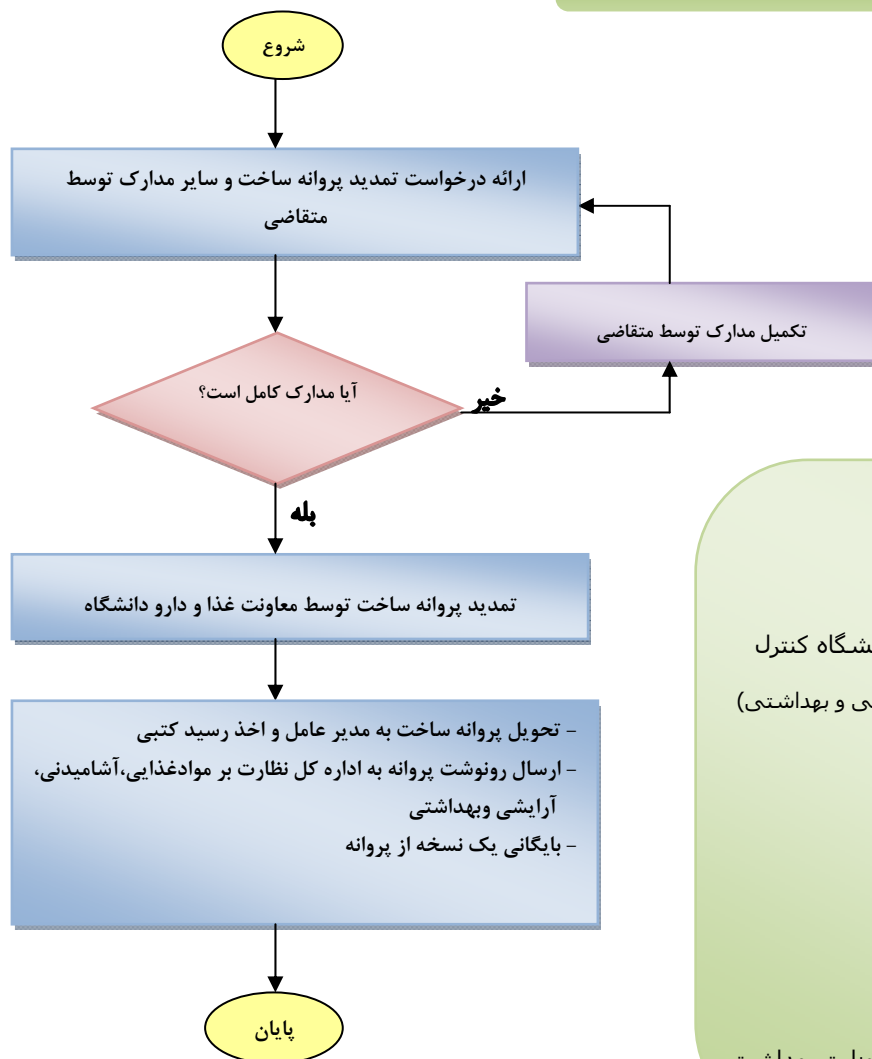 شروع
ارائه درخواست تمدید پروانه ساخت و سایر مدارک توسط
متقاضی
تکمیل مدارک توسط متقاضی
آیا مدارک کامل است؟
خیر
بله
تمدید پروانه ساخت توسط معاونت غذا و دارو دانشگاه
- تحویل پروانه ساخت به مدیر عامل و اخذ رسید کتبی
- ارسال رونوشت پروانه به اداره کل نظارت بر موادغذایی،آشامیدنی،
آرایشی وبهداشتی
- بایگانی یک نسخه از پروانه
پایان
کنترل
و بهداشتی)